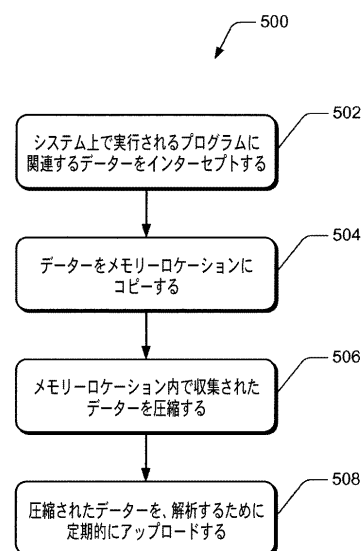 500
502
システム上で実行されるプログラムに
関連するデーターをインターセプトする
504
データーをメモリーロケーションに
コピーする
506
メモリーロケーション内で収集された
データーを圧縮する
508
圧縮されたデーターを、解析するために
定期的にアップロードする